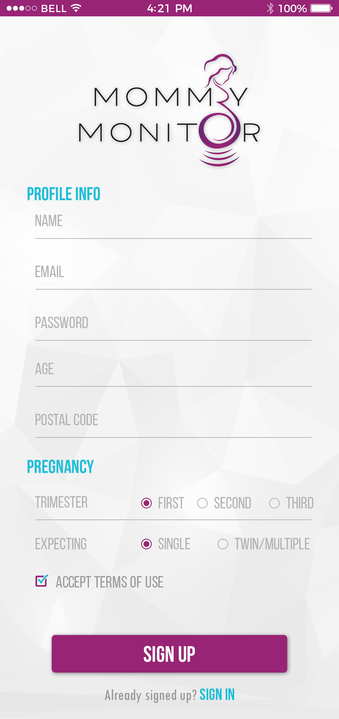 BELL 4:21 PM 100%
MOMMY
MONITOR
PROFILE INFO
NAME
EMAIL
PASSWORD
AGE
POSTAL CODE
PREGNANCY
TRIMESTER FIRST SECOND THIRD
EXPECTING SINGLE TWIN/MULTIPLE
ACCEPT TERMS OF USE
SIGN UP
Already signed up? SIGN IN